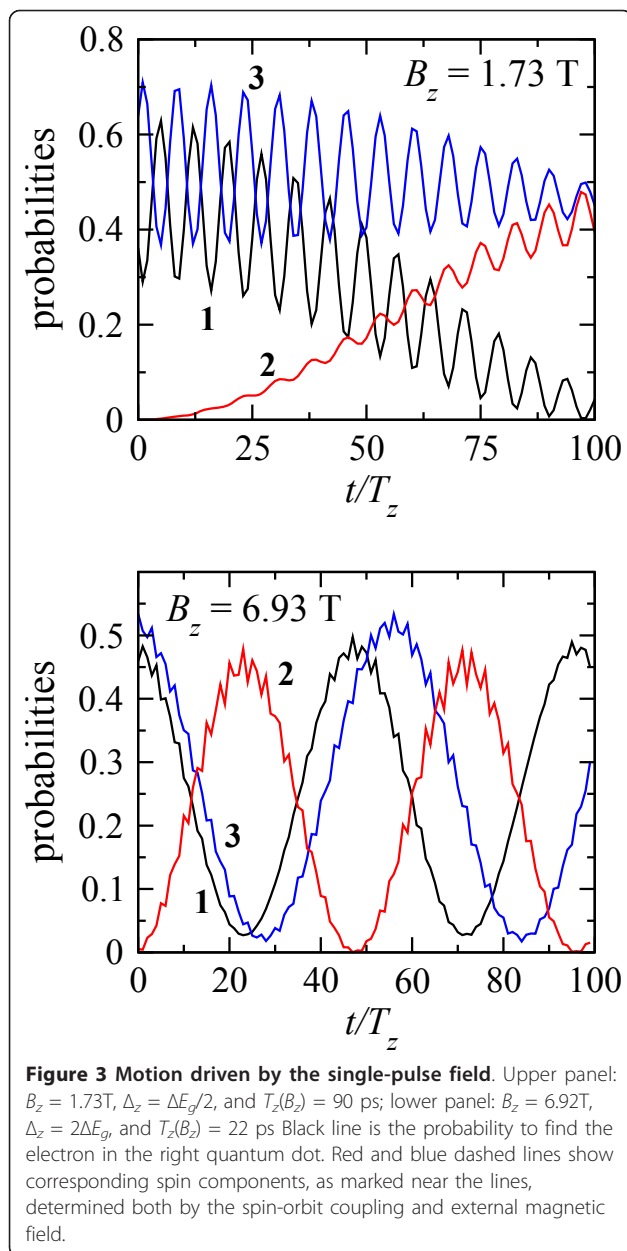 0.8
3
B_z = 1.73 T
0.6
probabilities
0.4
1
0.2
2
0
0 25 50 75 100
t/T_z
B_z = 6.93 T
0.5
2
0.4
probabilities
0.3
0.2
3
0.1
1
0
0 20 40 60 80 100
t/T_z
Figure 3 Motion driven by the single-pulse field. Upper panel:
B_z = 1.73T, Δ_z = ΔE_g/2, and T_z(B_z) = 90 ps; lower panel: B_z = 6.92T,
Δ_z = 2ΔE_g, and T_z(B_z) = 22 ps Black line is the probability to find the
electron in the right quantum dot. Red and blue dashed lines show
corresponding spin components, as marked near the lines,
determined both by the spin-orbit coupling and external magnetic
field.